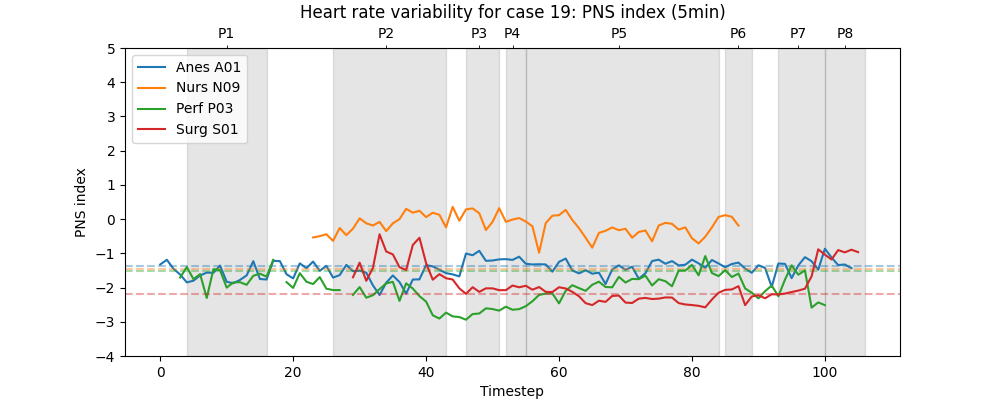 Heart rate variability for case 19: PNS index (5min)
P1 P2 P3 P4 P5 P6 P7 P8
Anes A01
Nurs N09
Perf P03
Surg S01
PNS index
5
4
3
2
1
0
−1
−2
−3
−4
0 20 40 60 80 100
Timestep